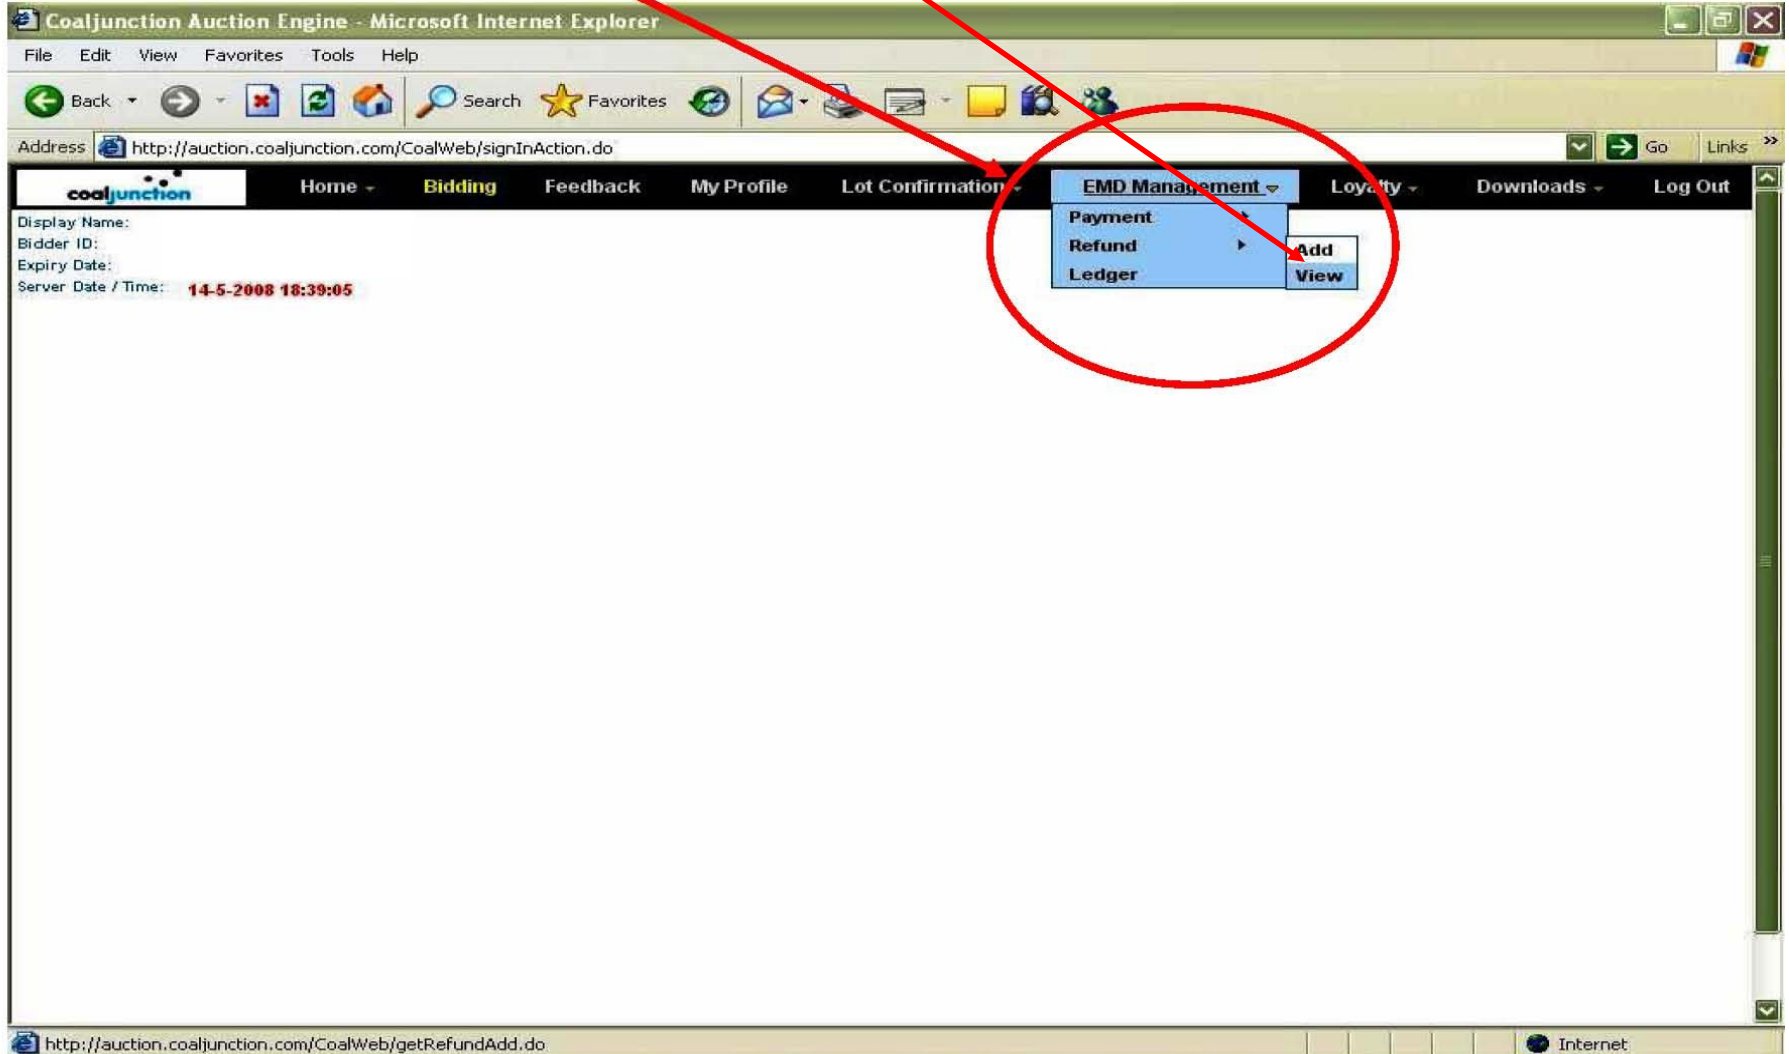 Coaljunction Auction Engine - Microsoft Internet Explorer
File Edit View Favorites Tools Help
Back Search Favorites
Address http://auction.coaljunction.com/CoalWeb/signInAction.do Go Links »
coaljunction Home Bidding Feedback My Profile Lot Confirmation EMD Management Loyalty Downloads Log Out
Display Name:
Bidder ID:
Expiry Date:
Server Date / Time: 14-5-2008 18:39:05
Payment
Refund
Ledger
Add
View
http://auction.coaljunction.com/CoalWeb/getRefundAdd.do Internet